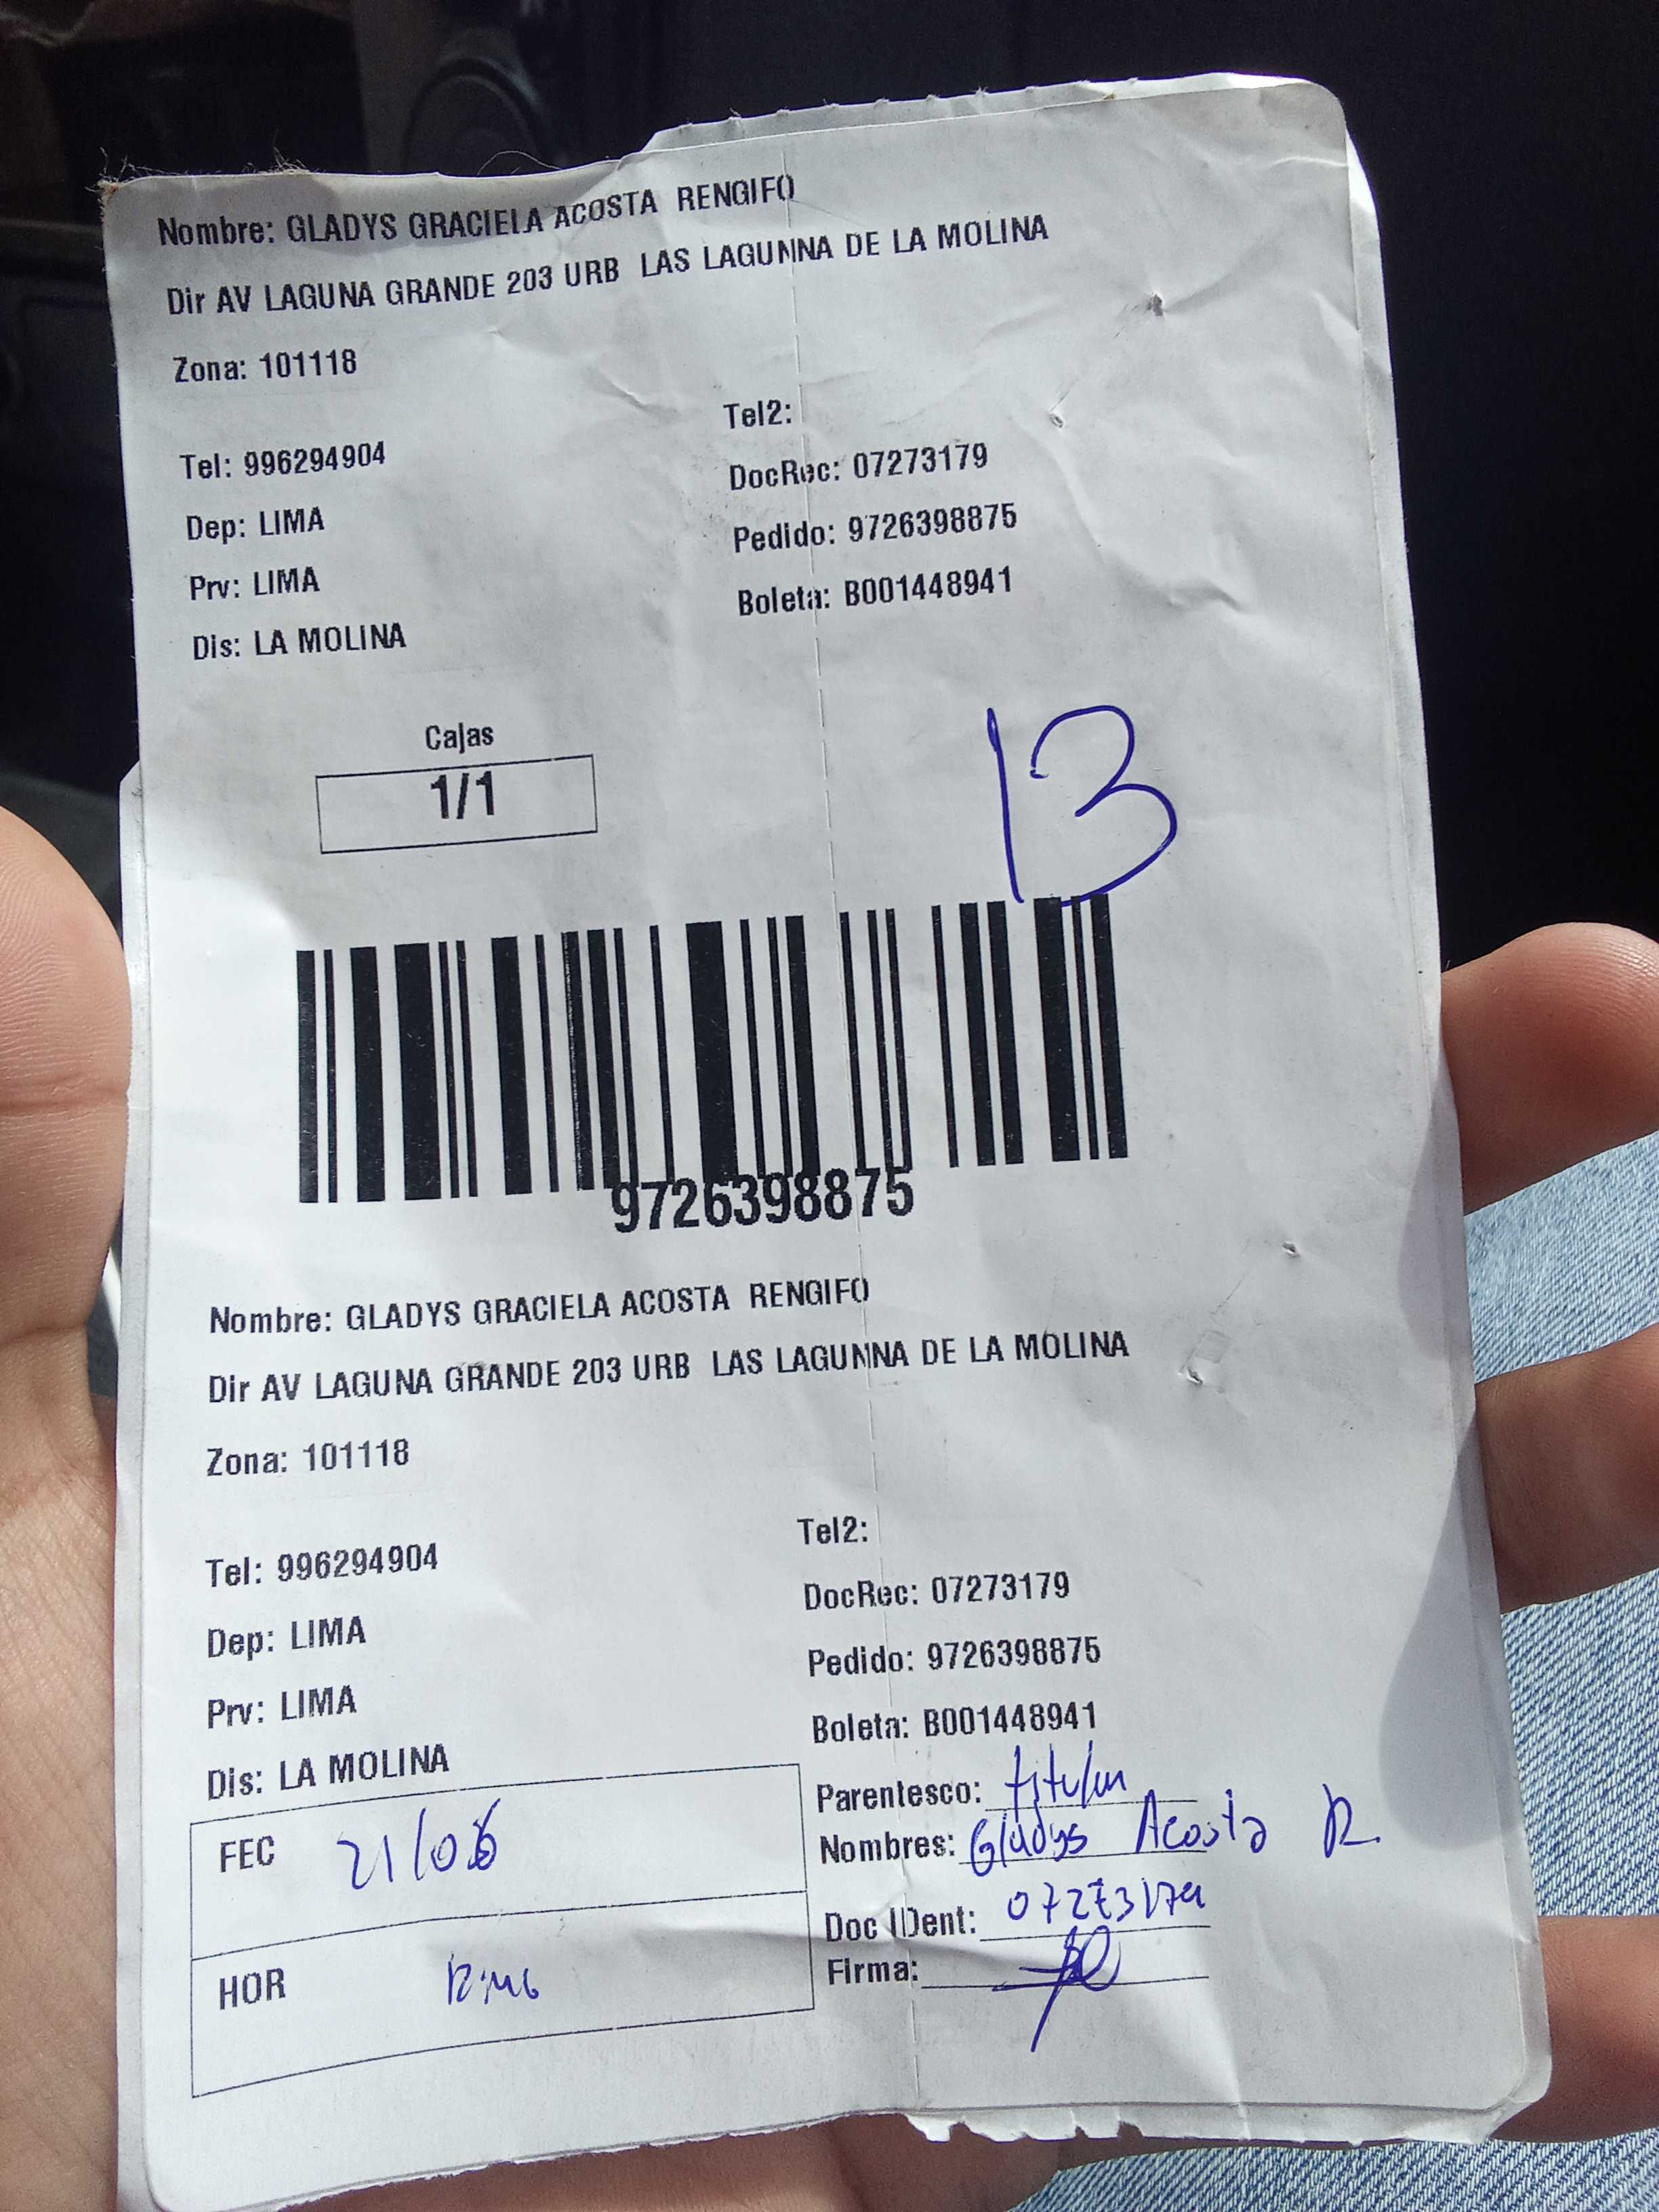 Nombre: GLADYS GRACIELA ACOSTA RENGIFO
Dir AV LAGUNA GRANDE 203 URB LAS LAGUNNA DE LA MOLINA
Zona: 101118
Tel2:
Tel: 996294904
DocRec: 07273179
Dep: LIMA
Pedido: 9726398875
Prv: LIMA
Boleta: B001448941
Dis: LA MOLINA
Cajas
1/1
13
9726398875
Nombre: GLADYS GRACIELA ACOSTA RENGIFO
Dir AV LAGUNA GRANDE 203 URB LAS LAGUNNA DE LA MOLINA
Zona: 101118
Tel2:
Tel: 996294904
DocRec: 07273179
Dep: LIMA
Pedido: 9726398875
Prv: LIMA
Boleta: B001448941
Dis: LA MOLINA
Parentesco: titular
FEC 21/06
Nombres: Gladys Acosta R.
Doc IDent: 07273179
HOR
Firma: